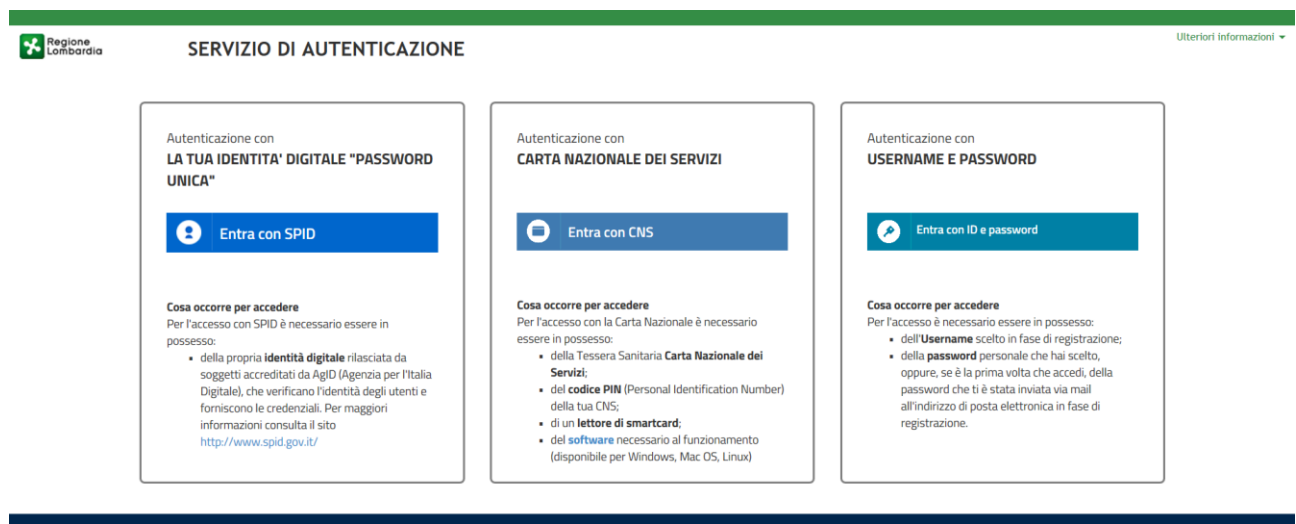 Regione
Lombardia
SERVIZIO DI AUTENTICAZIONE
Ulteriori informazioni
Autenticazione con
LA TUA IDENTITA' DIGITALE "PASSWORD
UNICA"
Entra con SPID
Cosa occorre per accedere
Per l'accesso con SPID è necessario essere in
possesso:
▪ della propria identità digitale rilasciata da
soggetti accreditati da AgID (Agenzia per l'Italia
Digitale), che verificano l'identità degli utenti e
forniscono le credenziali. Per maggiori
informazioni consulta il sito
http://www.spid.gov.it/
Autenticazione con
CARTA NAZIONALE DEI SERVIZI
Entra con CNS
Cosa occorre per accedere
Per l'accesso con la Carta Nazionale è necessario
essere in possesso:
▪ della Tessera Sanitaria Carta Nazionale dei
Servizi;
▪ del codice PIN (Personal Identification Number)
della tua CNS;
▪ di un lettore di smartcard;
▪ del software necessario al funzionamento
(disponibile per Windows, Mac OS, Linux)
Autenticazione con
USERNAME E PASSWORD
Entra con ID e password
Cosa occorre per accedere
Per l'accesso è necessario essere in possesso:
▪ dell'Username scelto in fase di registrazione;
▪ della password personale che hai scelto,
oppure, se è la prima volta che accedi, della
password che ti è stata inviata via mail
all'indirizzo di posta elettronica in fase di
registrazione.